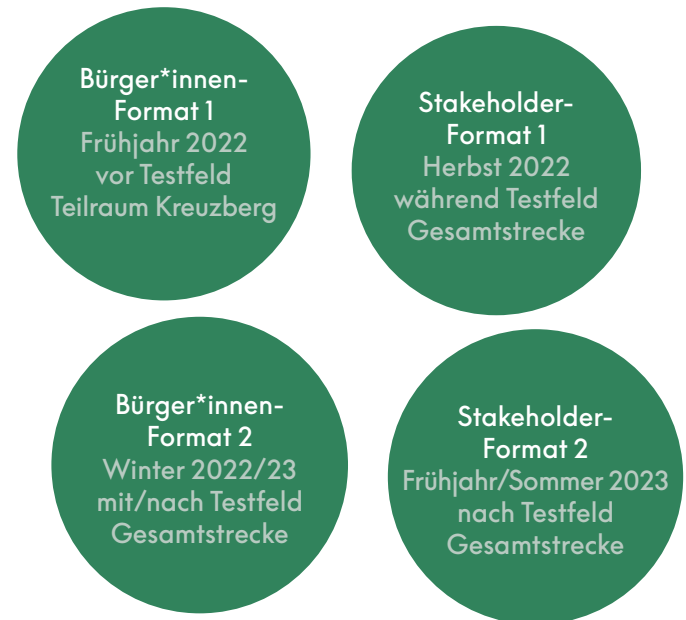 Bürger*innen-
Format 1
Frühjahr 2022
vor Testfeld
Teilraum Kreuzberg
Stakeholder-
Format 1
Herbst 2022
während Testfeld
Gesamtstrecke
Bürger*innen-
Format 2
Winter 2022/23
mit/nach Testfeld
Gesamtstrecke
Stakeholder-
Format 2
Frühjahr/Sommer 2023
nach Testfeld
Gesamtstrecke